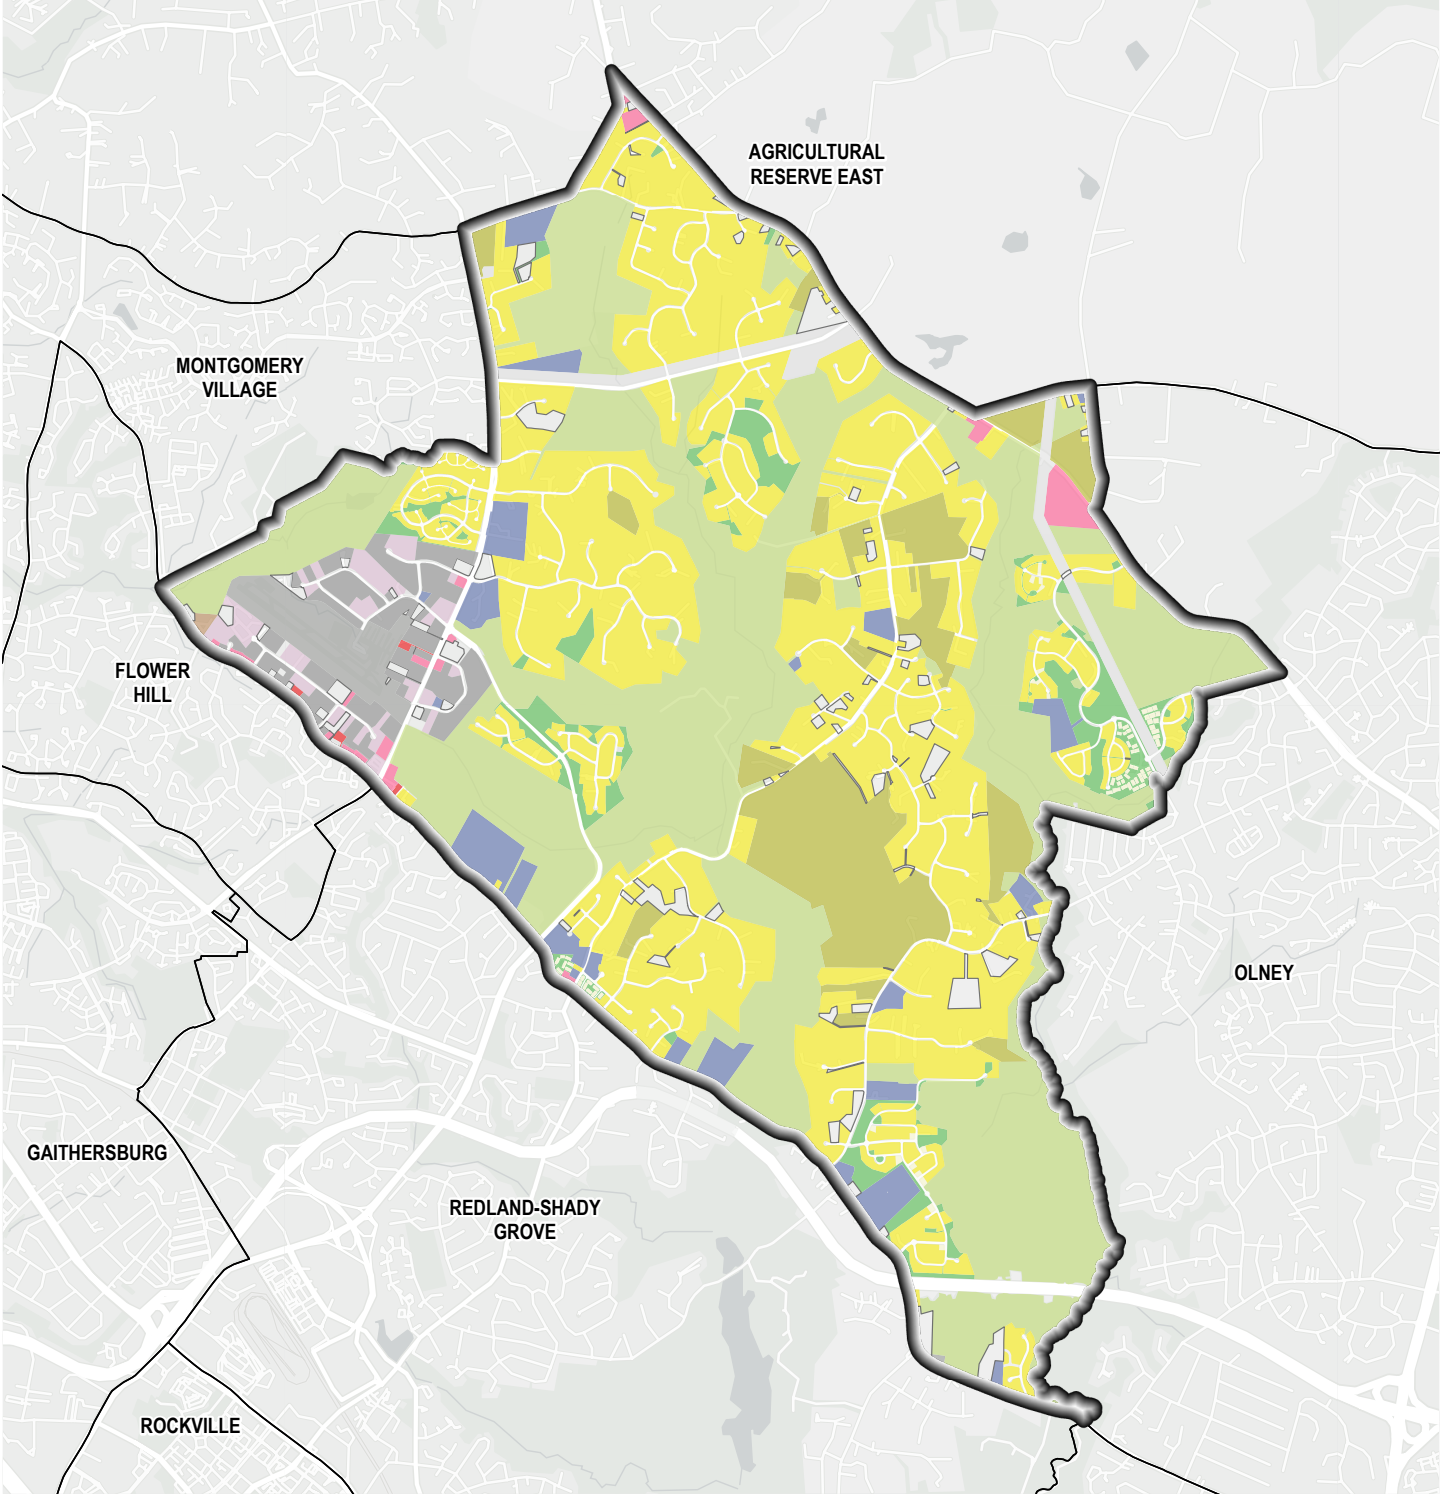 AGRICULTURAL
RESERVE EAST
MONTGOMERY
VILLAGE
FLOWER
HILL
OLNEY
GAITHERSBURG
REDLAND-SHADY
GROVE
ROCKVILLE